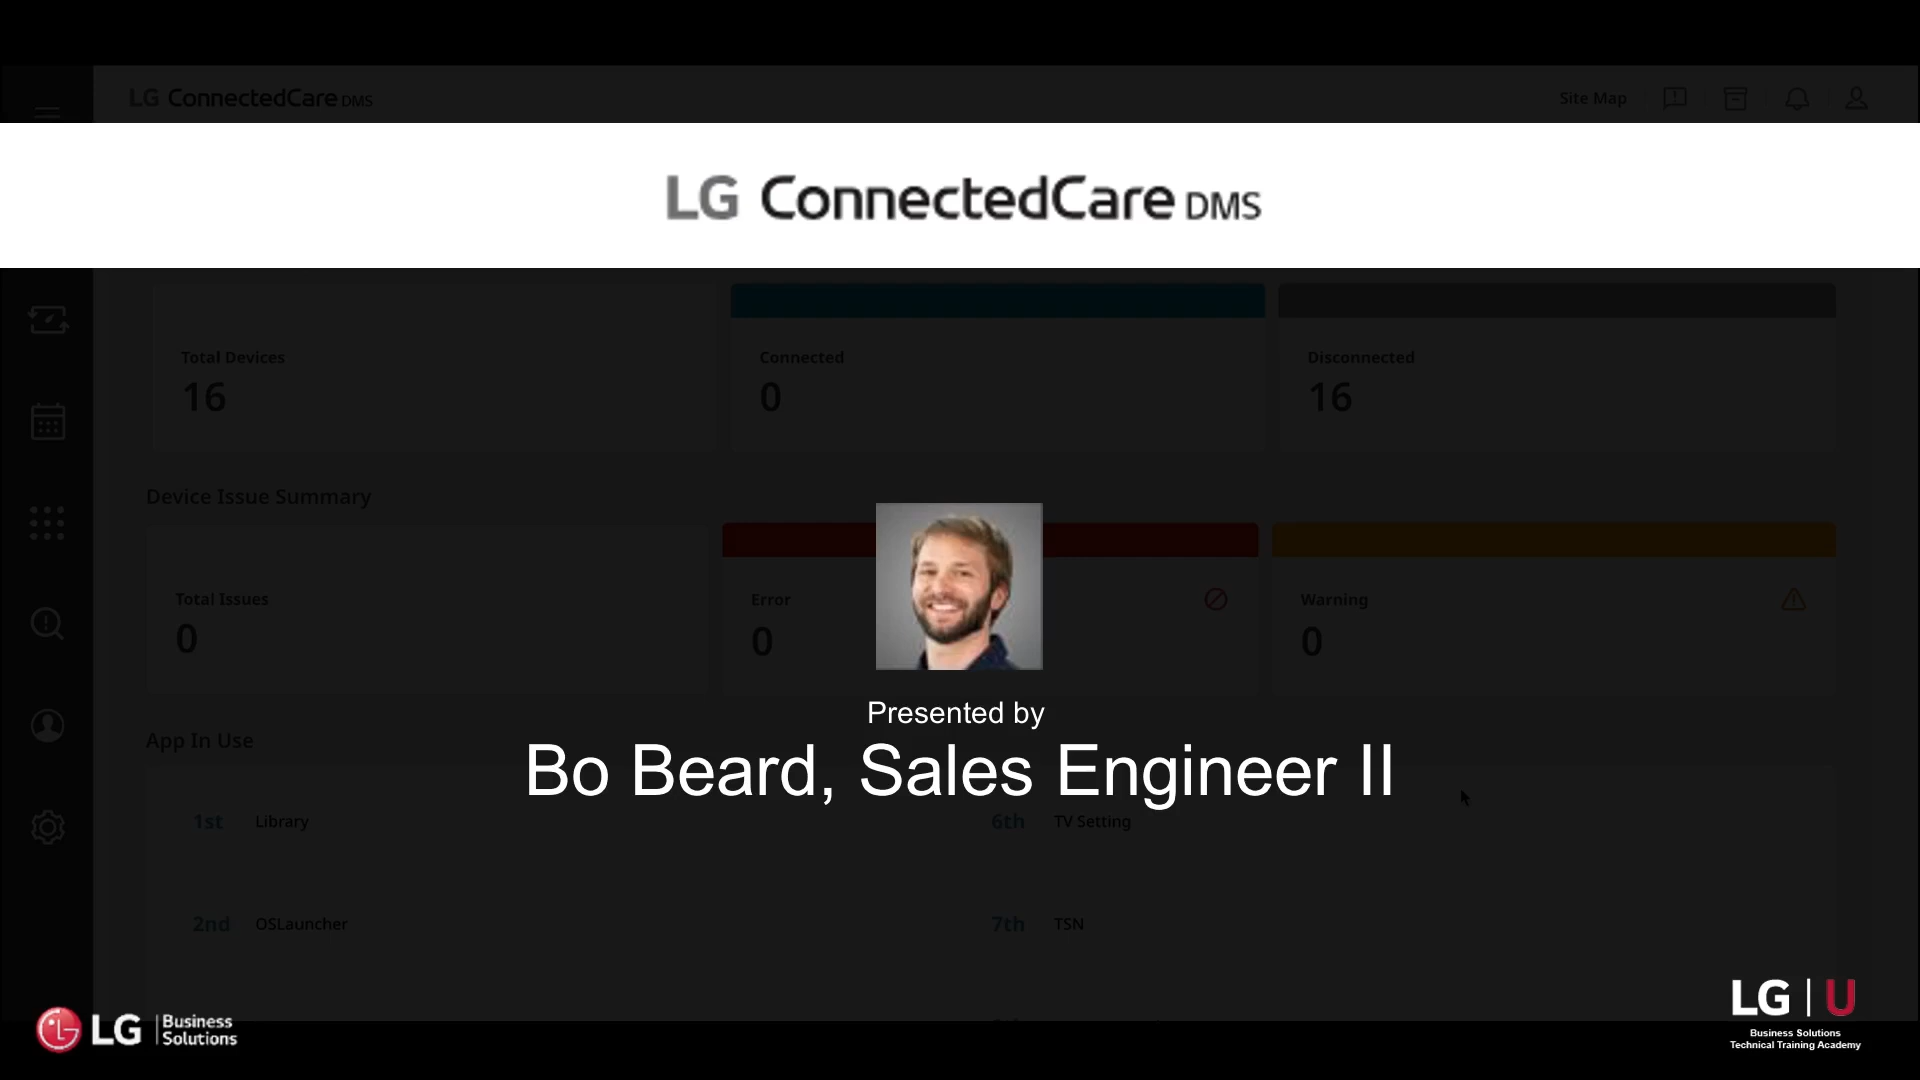 LG ConnectedCare DMS
Site Map
LG ConnectedCare DMS
Total Devices
16
Connected
0
Disconnected
16
Device Issue Summary
Total Issues
0
Error
0
Warning
0
Presented by
Bo Beard, Sales Engineer II
App In Use
1st Library
6th TV Setting
2nd OSLauncher
7th TSN
LG Business Solutions
LG | U
Business Solutions
Technical Training Academy